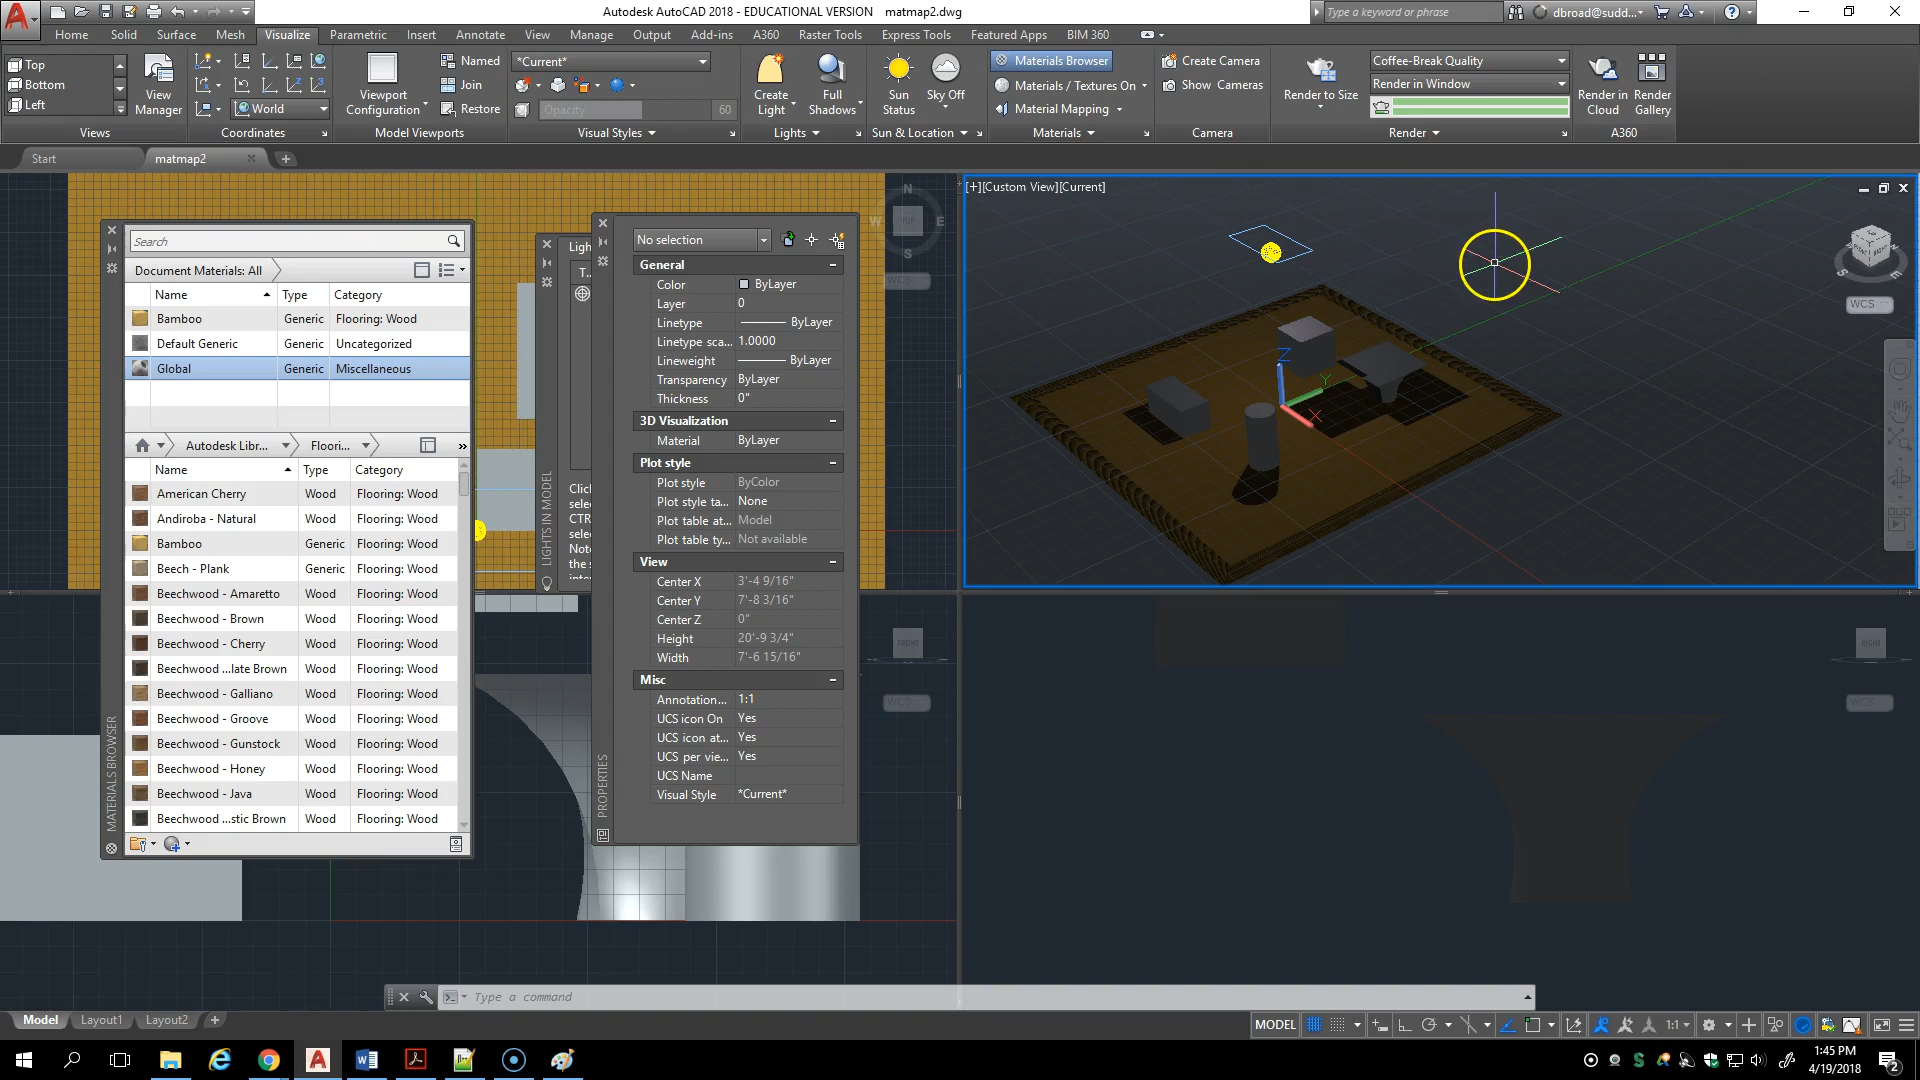 Autodesk AutoCAD 2018 - EDUCATIONAL VERSION    matmap2.dwg
Type a keyword or phrase
dbroad@sudd...
Home Solid Surface Mesh Visualize Parametric Insert Annotate View Manage Output Add-ins A360 Raster Tools Express Tools Featured Apps BIM 360
Top
Bottom
Left
View
Manager
World
Viewport
Configuration
Named
Join
Restore
*Current*
Opacity 60
Create
Light
Full
Shadows
Sun
Status
Sky Off
Materials Browser
Materials / Textures On
Material Mapping
Create Camera
Show Cameras
Render to Size
Coffee-Break Quality
Render in Window
Render in
Cloud
Render
Gallery
Views Coordinates Model Viewports Visual Styles Lights Sun & Location Materials Camera Render A360
Start matmap2
[+][Custom View][Current]
N
W TOP E
S
WCS
Search
Document Materials: All
Name Type Category
Bamboo Generic Flooring: Wood
Default Generic Generic Uncategorized
Global Generic Miscellaneous
Autodesk Libr... Floori... »
Name Type Category
American Cherry Wood Flooring: Wood
Andiroba - Natural Wood Flooring: Wood
Bamboo Generic Flooring: Wood
Beech - Plank Generic Flooring: Wood
Beechwood - Amaretto Wood Flooring: Wood
Beechwood - Brown Wood Flooring: Wood
Beechwood - Cherry Wood Flooring: Wood
Beechwood ...late Brown Wood Flooring: Wood
Beechwood - Galliano Wood Flooring: Wood
Beechwood - Groove Wood Flooring: Wood
Beechwood - Gunstock Wood Flooring: Wood
Beechwood - Honey Wood Flooring: Wood
Beechwood - Java Wood Flooring: Wood
Beechwood ...stic Brown Wood Flooring: Wood
MATERIALS BROWSER
Ligh
T...
Clic
sele
CTR
sele
Note
the s
inte
LIGHTS IN MODEL
No selection
General
Color ByLayer
Layer 0
Linetype ByLayer
Linetype sca... 1.0000
Lineweight ByLayer
Transparency ByLayer
Thickness 0"
3D Visualization
Material ByLayer
Plot style
Plot style ByColor
Plot style ta... None
Plot table at... Model
Plot table ty... Not available
View
Center X 3'-4 9/16"
Center Y 7'-8 3/16"
Center Z 0"
Height 20'-9 3/4"
Width 7'-6 15/16"
Misc
Annotation... 1:1
UCS icon On Yes
UCS icon at... Yes
UCS per vie... Yes
UCS Name
Visual Style *Current*
PROPERTIES
Z
Y
X
S E
WCS
FRONT
WCS
RIGHT
WCS
Type a command
Model Layout1 Layout2
MODEL 1:1
1:45 PM
4/19/2018
2